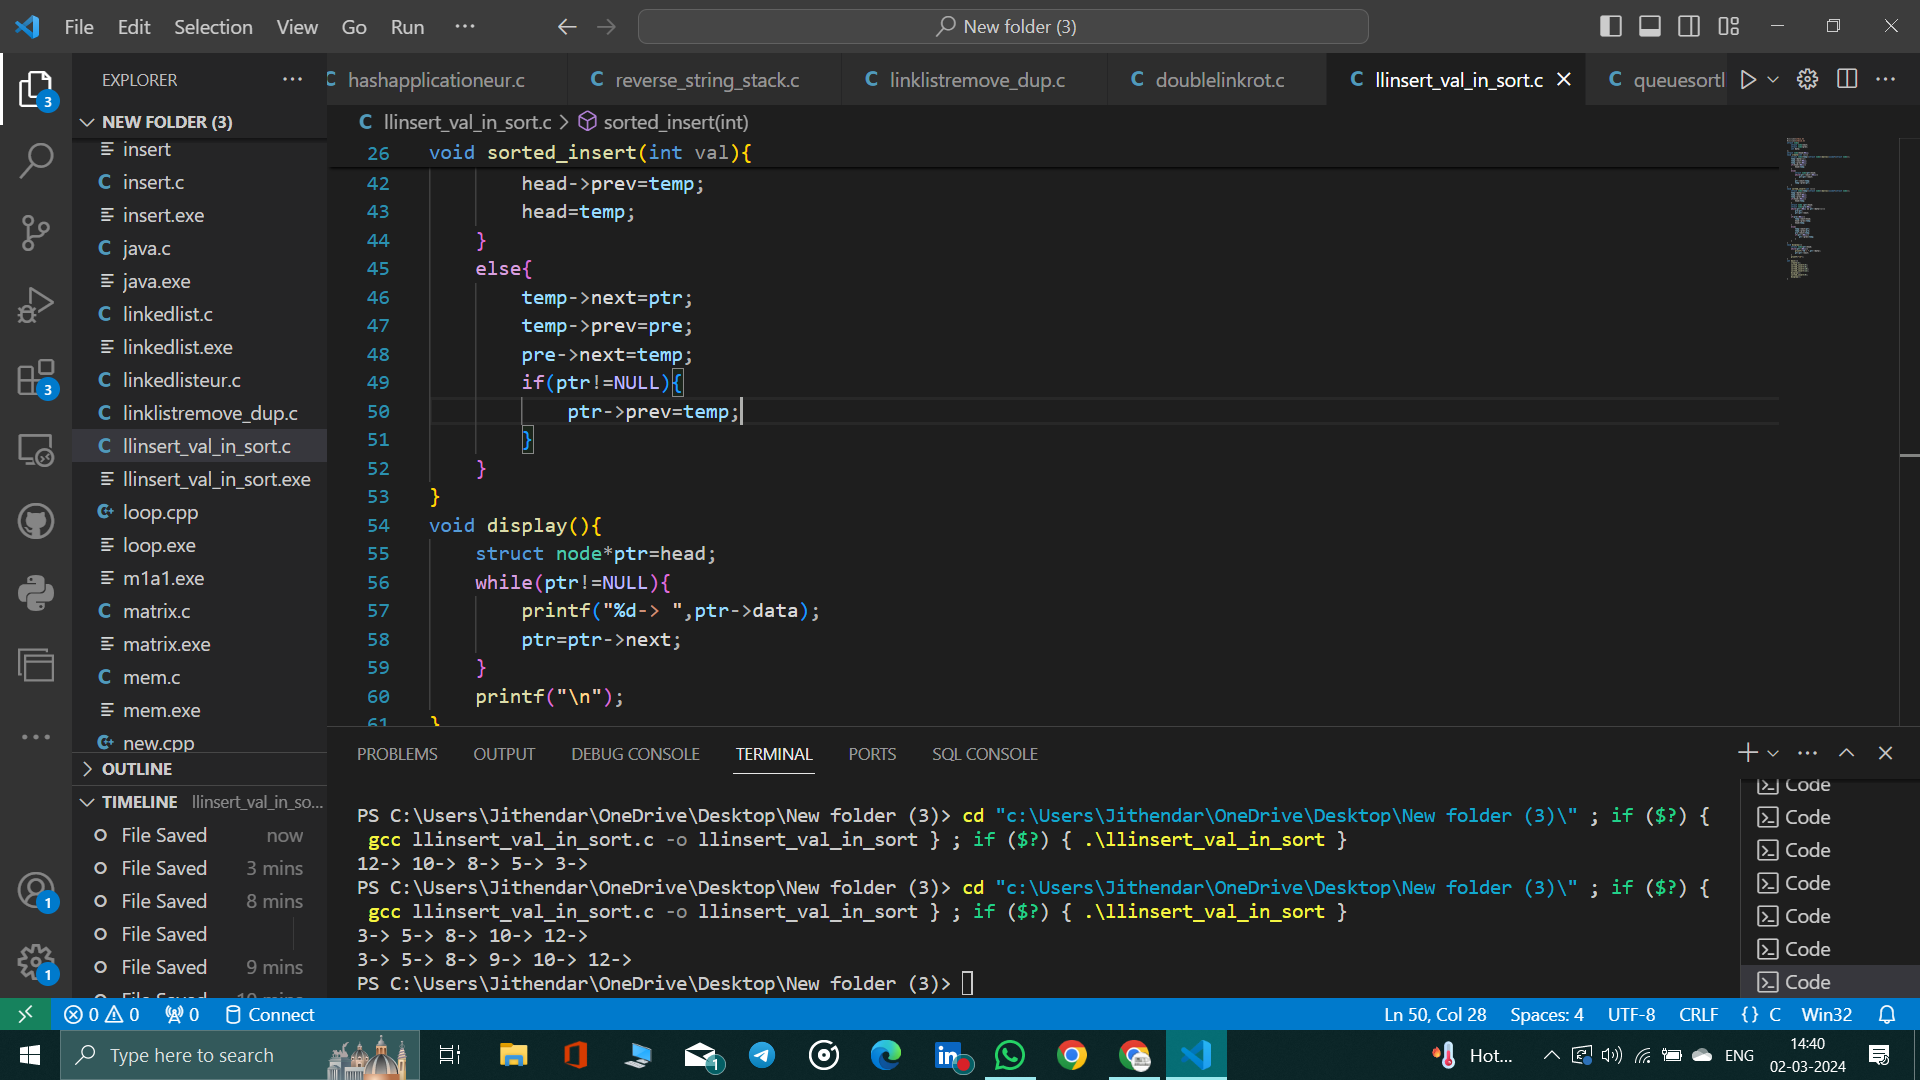 File Edit Selection View Go Run ··· New folder (3)
EXPLORER ···
hashapplicationeur.c
reverse_string_stack.c
linklistremove_dup.c
doublelinkrot.c
llinsert_val_in_sort.c
queuesortl
NEW FOLDER (3)
insert
insert.c
insert.exe
java.c
java.exe
linkedlist.c
linkedlist.exe
linkedlisteur.c
linklistremove_dup.c
llinsert_val_in_sort.c
llinsert_val_in_sort.exe
loop.cpp
loop.exe
m1a1.exe
matrix.c
matrix.exe
mem.c
mem.exe
new.cpp
OUTLINE
TIMELINE llinsert_val_in_so...
File Saved now
File Saved 3 mins
File Saved 8 mins
File Saved
File Saved 9 mins
File Saved 10 mins
llinsert_val_in_sort.c > sorted_insert(int)
26 void sorted_insert(int val){
42 head->prev=temp;
43 head=temp;
44 }
45 else{
46 temp->next=ptr;
47 temp->prev=pre;
48 pre->next=temp;
49 if(ptr!=NULL){
50 ptr->prev=temp;
51 }
52 }
53 }
54 void display(){
55 struct node*ptr=head;
56 while(ptr!=NULL){
57 printf("%d-> ",ptr->data);
58 ptr=ptr->next;
59 }
60 printf("\n");
61 }
PROBLEMS OUTPUT DEBUG CONSOLE TERMINAL PORTS SQL CONSOLE
PS C:\Users\Jithendar\OneDrive\Desktop\New folder (3)> cd "c:\Users\Jithendar\OneDrive\Desktop\New folder (3)\" ; if ($?) {
gcc llinsert_val_in_sort.c -o llinsert_val_in_sort } ; if ($?) { .\llinsert_val_in_sort }
12-> 10-> 8-> 5-> 3->
PS C:\Users\Jithendar\OneDrive\Desktop\New folder (3)> cd "c:\Users\Jithendar\OneDrive\Desktop\New folder (3)\" ; if ($?) {
gcc llinsert_val_in_sort.c -o llinsert_val_in_sort } ; if ($?) { .\llinsert_val_in_sort }
3-> 5-> 8-> 10-> 12->
3-> 5-> 8-> 9-> 10-> 12->
PS C:\Users\Jithendar\OneDrive\Desktop\New folder (3)>
Code
Code
Code
Code
Code
Code
Code
0 0 0 Connect Ln 50, Col 28 Spaces: 4 UTF-8 CRLF {} C Win32
Type here to search
Hot...
ENG
14:40
02-03-2024